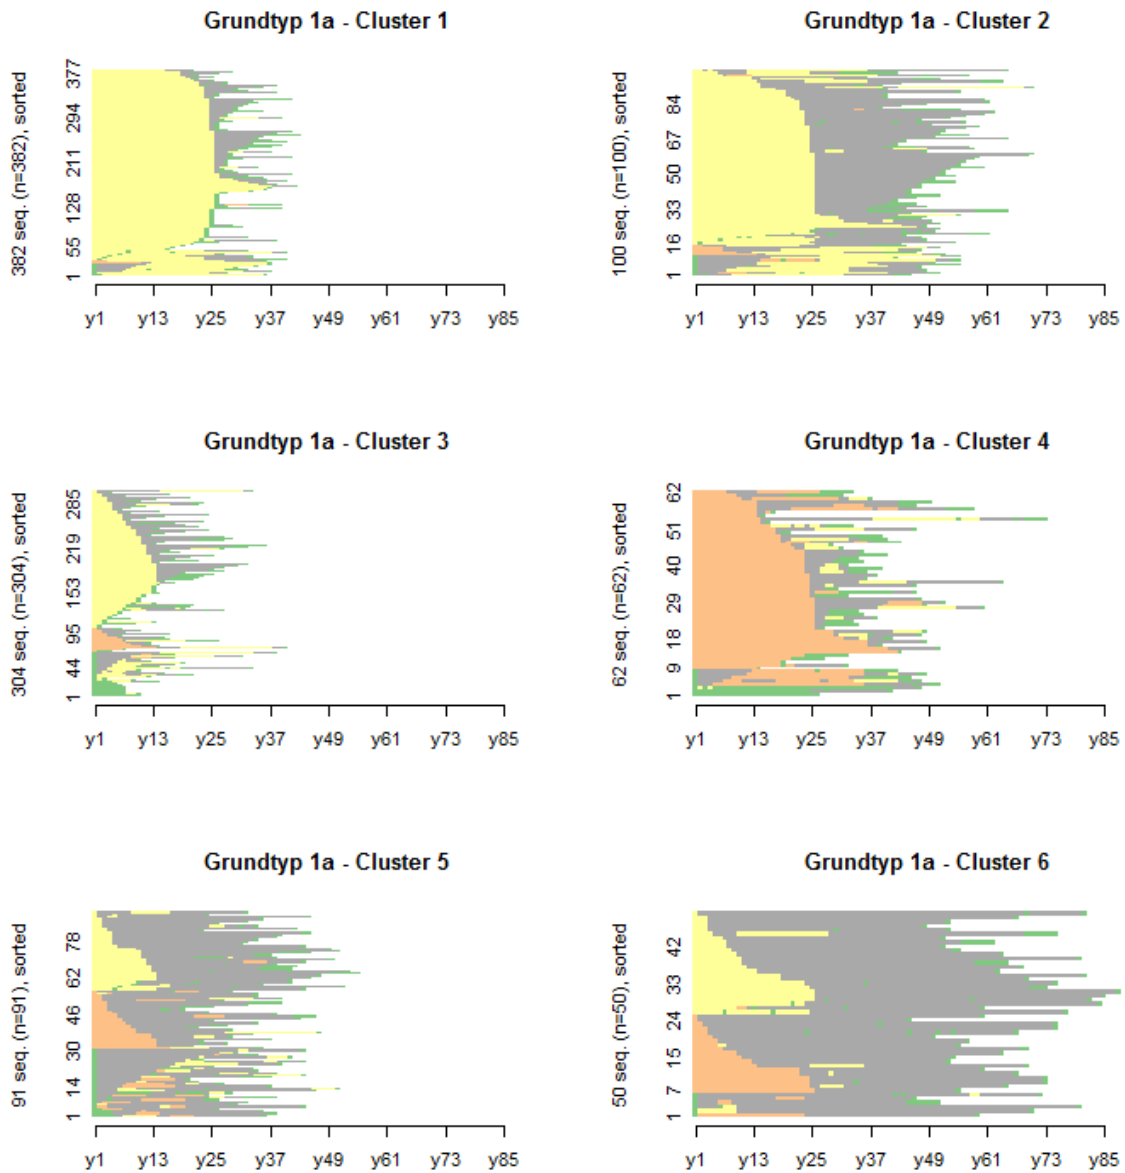 Grundtyp 1a - Cluster 1
382 seq. (n=382), sorted
377
294
211
128
55
1
y1 y13 y25 y37 y49 y61 y73 y85
Grundtyp 1a - Cluster 2
100 seq. (n=100), sorted
84
67
50
33
16
1
y1 y13 y25 y37 y49 y61 y73 y85
Grundtyp 1a - Cluster 3
304 seq. (n=304), sorted
285
219
153
95
44
1
y1 y13 y25 y37 y49 y61 y73 y85
Grundtyp 1a - Cluster 4
62 seq. (n=62), sorted
62
51
40
29
18
9
1
y1 y13 y25 y37 y49 y61 y73 y85
Grundtyp 1a - Cluster 5
91 seq. (n=91), sorted
78
62
46
30
14
1
y1 y13 y25 y37 y49 y61 y73 y85
Grundtyp 1a - Cluster 6
50 seq. (n=50), sorted
42
33
24
15
7
1
y1 y13 y25 y37 y49 y61 y73 y85